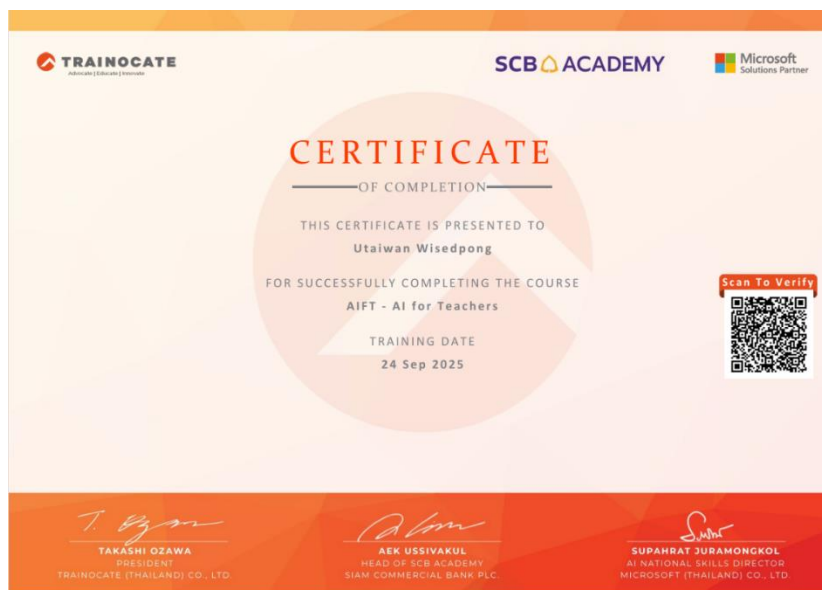 TRAINOCATE
Advocate | Educate | Innovate
SCB ACADEMY
Microsoft
Solutions Partner
CERTIFICATE
OF COMPLETION
THIS CERTIFICATE IS PRESENTED TO
Utaiwan Wisedpong
FOR SUCCESSFULLY COMPLETING THE COURSE
AIFT - AI for Teachers
TRAINING DATE
24 Sep 2025
Scan To Verify
TAKASHI OZAWA
PRESIDENT
TRAINOCATE (THAILAND) CO., LTD.
AEK USSIVAKUL
HEAD OF SCB ACADEMY
SIAM COMMERCIAL BANK PLC.
SUPAHRAT JURAMONGKOL
AI NATIONAL SKILLS DIRECTOR
MICROSOFT (THAILAND) CO., LTD.